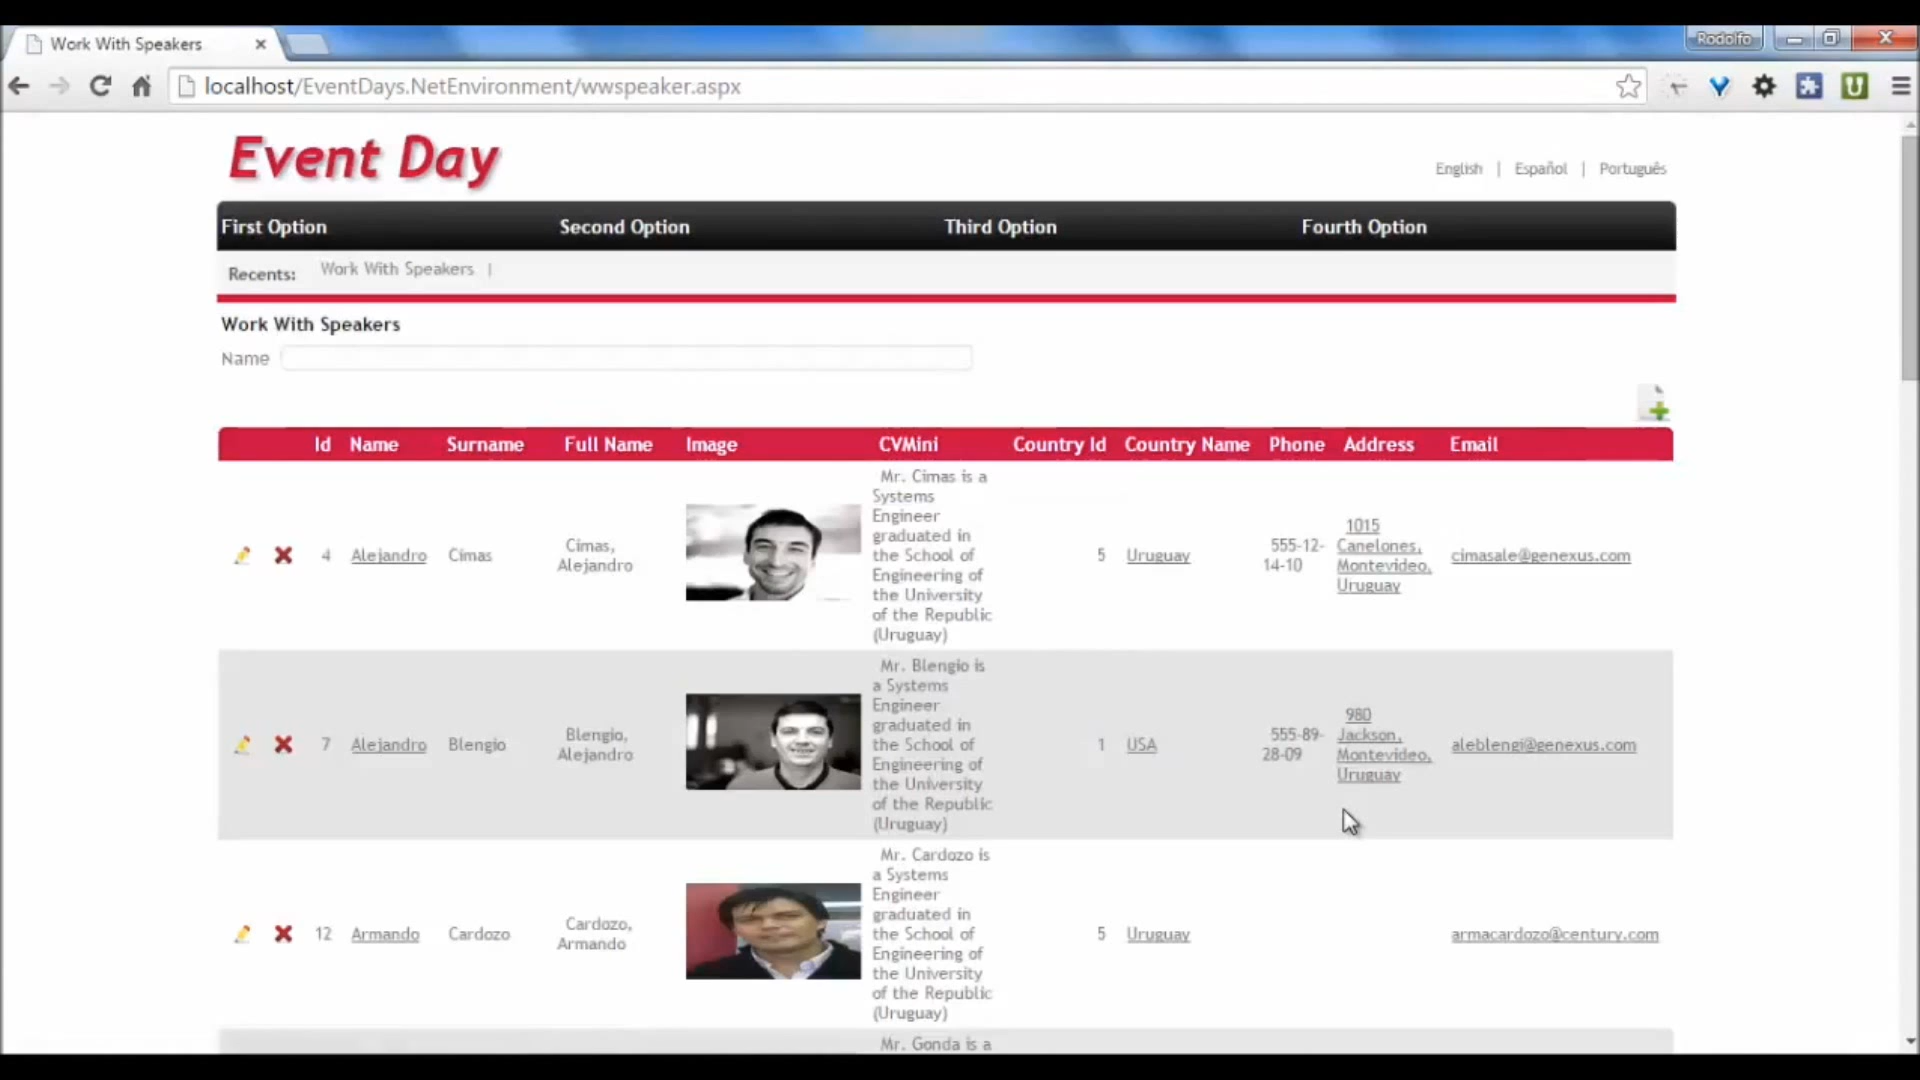 Work With Speakers
Rodolfo
localhost/EventDays.NetEnvironment/wwspeaker.aspx
Event Day
English | Español | Português
First Option Second Option Third Option Fourth Option
Recents: Work With Speakers |
Work With Speakers
Name
Id Name Surname Full Name Image CVMini Country Id Country Name Phone Address Email
4 Alejandro Cimas
Cimas,
Alejandro
Mr. Cimas is a
Systems
Engineer
graduated in
the School of
Engineering of
the University
of the Republic
(Uruguay)
5 Uruguay
555-12-
14-10
1015
Canelones,
Montevideo,
Uruguay
cimasale@genexus.com
7 Alejandro Blengio
Blengio,
Alejandro
Mr. Blengio is
a Systems
Engineer
graduated in
the School of
Engineering of
the University
of the Republic
(Uruguay)
1 USA
555-89-
28-09
980
Jackson,
Montevideo,
Uruguay
aleblengi@genexus.com
12 Armando Cardozo
Cardozo,
Armando
Mr. Cardozo is
a Systems
Engineer
graduated in
the School of
Engineering of
the University
of the Republic
(Uruguay)
5 Uruguay
armacardozo@century.com
Mr. Gonda is a